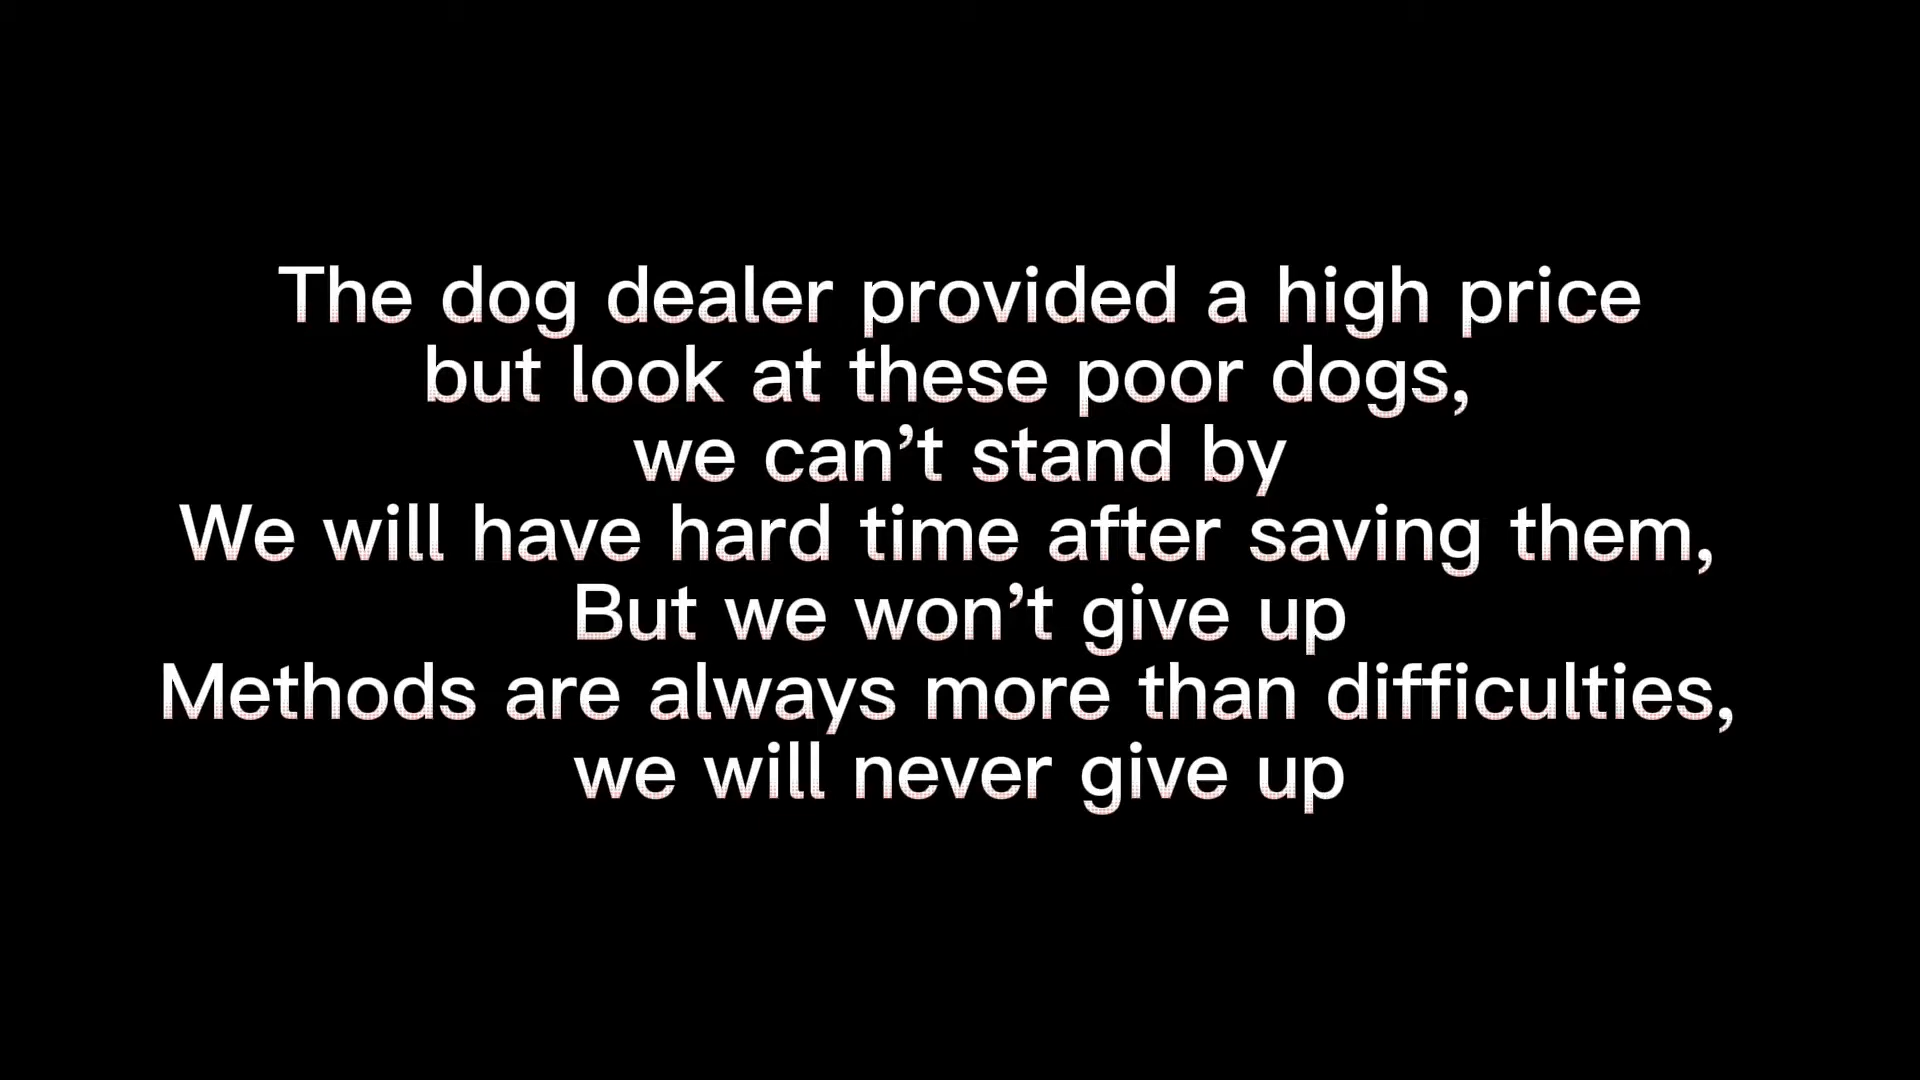 The dog dealer provided a high price
but look at these poor dogs,
we can’t stand by
We will have hard time after saving them,
But we won’t give up
Methods are always more than difficulties,
we will never give up